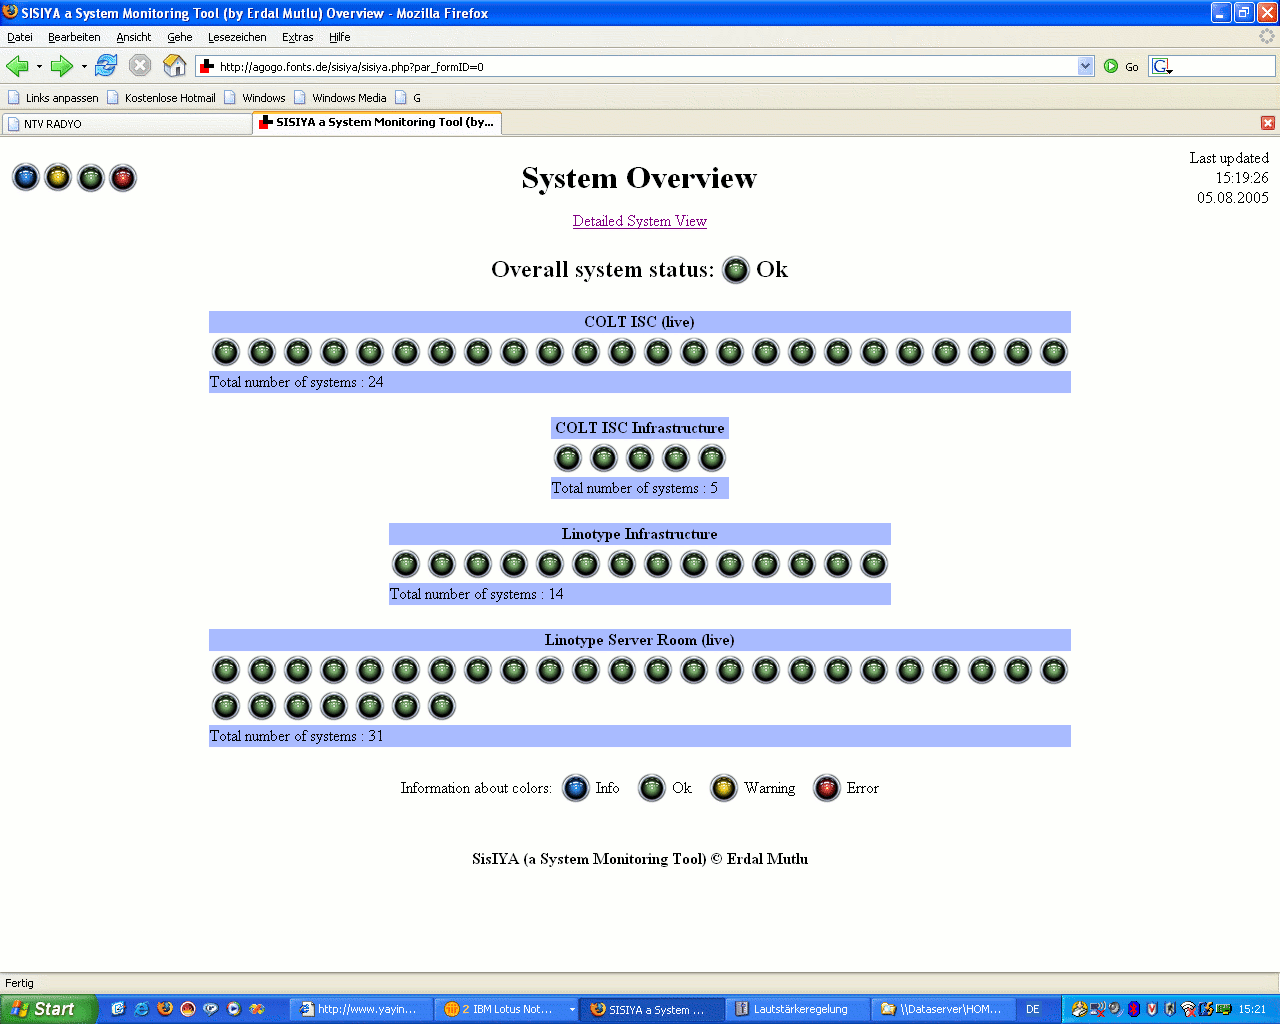 SISIYA a System Monitoring Tool (by Erdal Mutlu) Overview - Mozilla Firefox
Datei Bearbeiten Ansicht Gehe Lesezeichen Extras Hilfe
http://agogo.fonts.de/sisiya/sisiya.php?par_formID=0 Go G
Links anpassen Kostenlose Hotmail Windows Windows Media G
NTV RADYO SISIYA a System Monitoring Tool (by...
Last updated
15:19:26
05.08.2005
System Overview
Detailed System View
Overall system status: Ok
COLT ISC (live)
Total number of systems : 24
COLT ISC Infrastructure
Total number of systems : 5
Linotype Infrastructure
Total number of systems : 14
Linotype Server Room (live)
Total number of systems : 31
Information about colors: Info Ok Warning Error
SisIYA (a System Monitoring Tool) © Erdal Mutlu
Fertig
Start http://www.yayin... 2 IBM Lotus Not... SISIYA a System ... Lautstärkeregelung \\Dataserver\HOM... DE 15:21